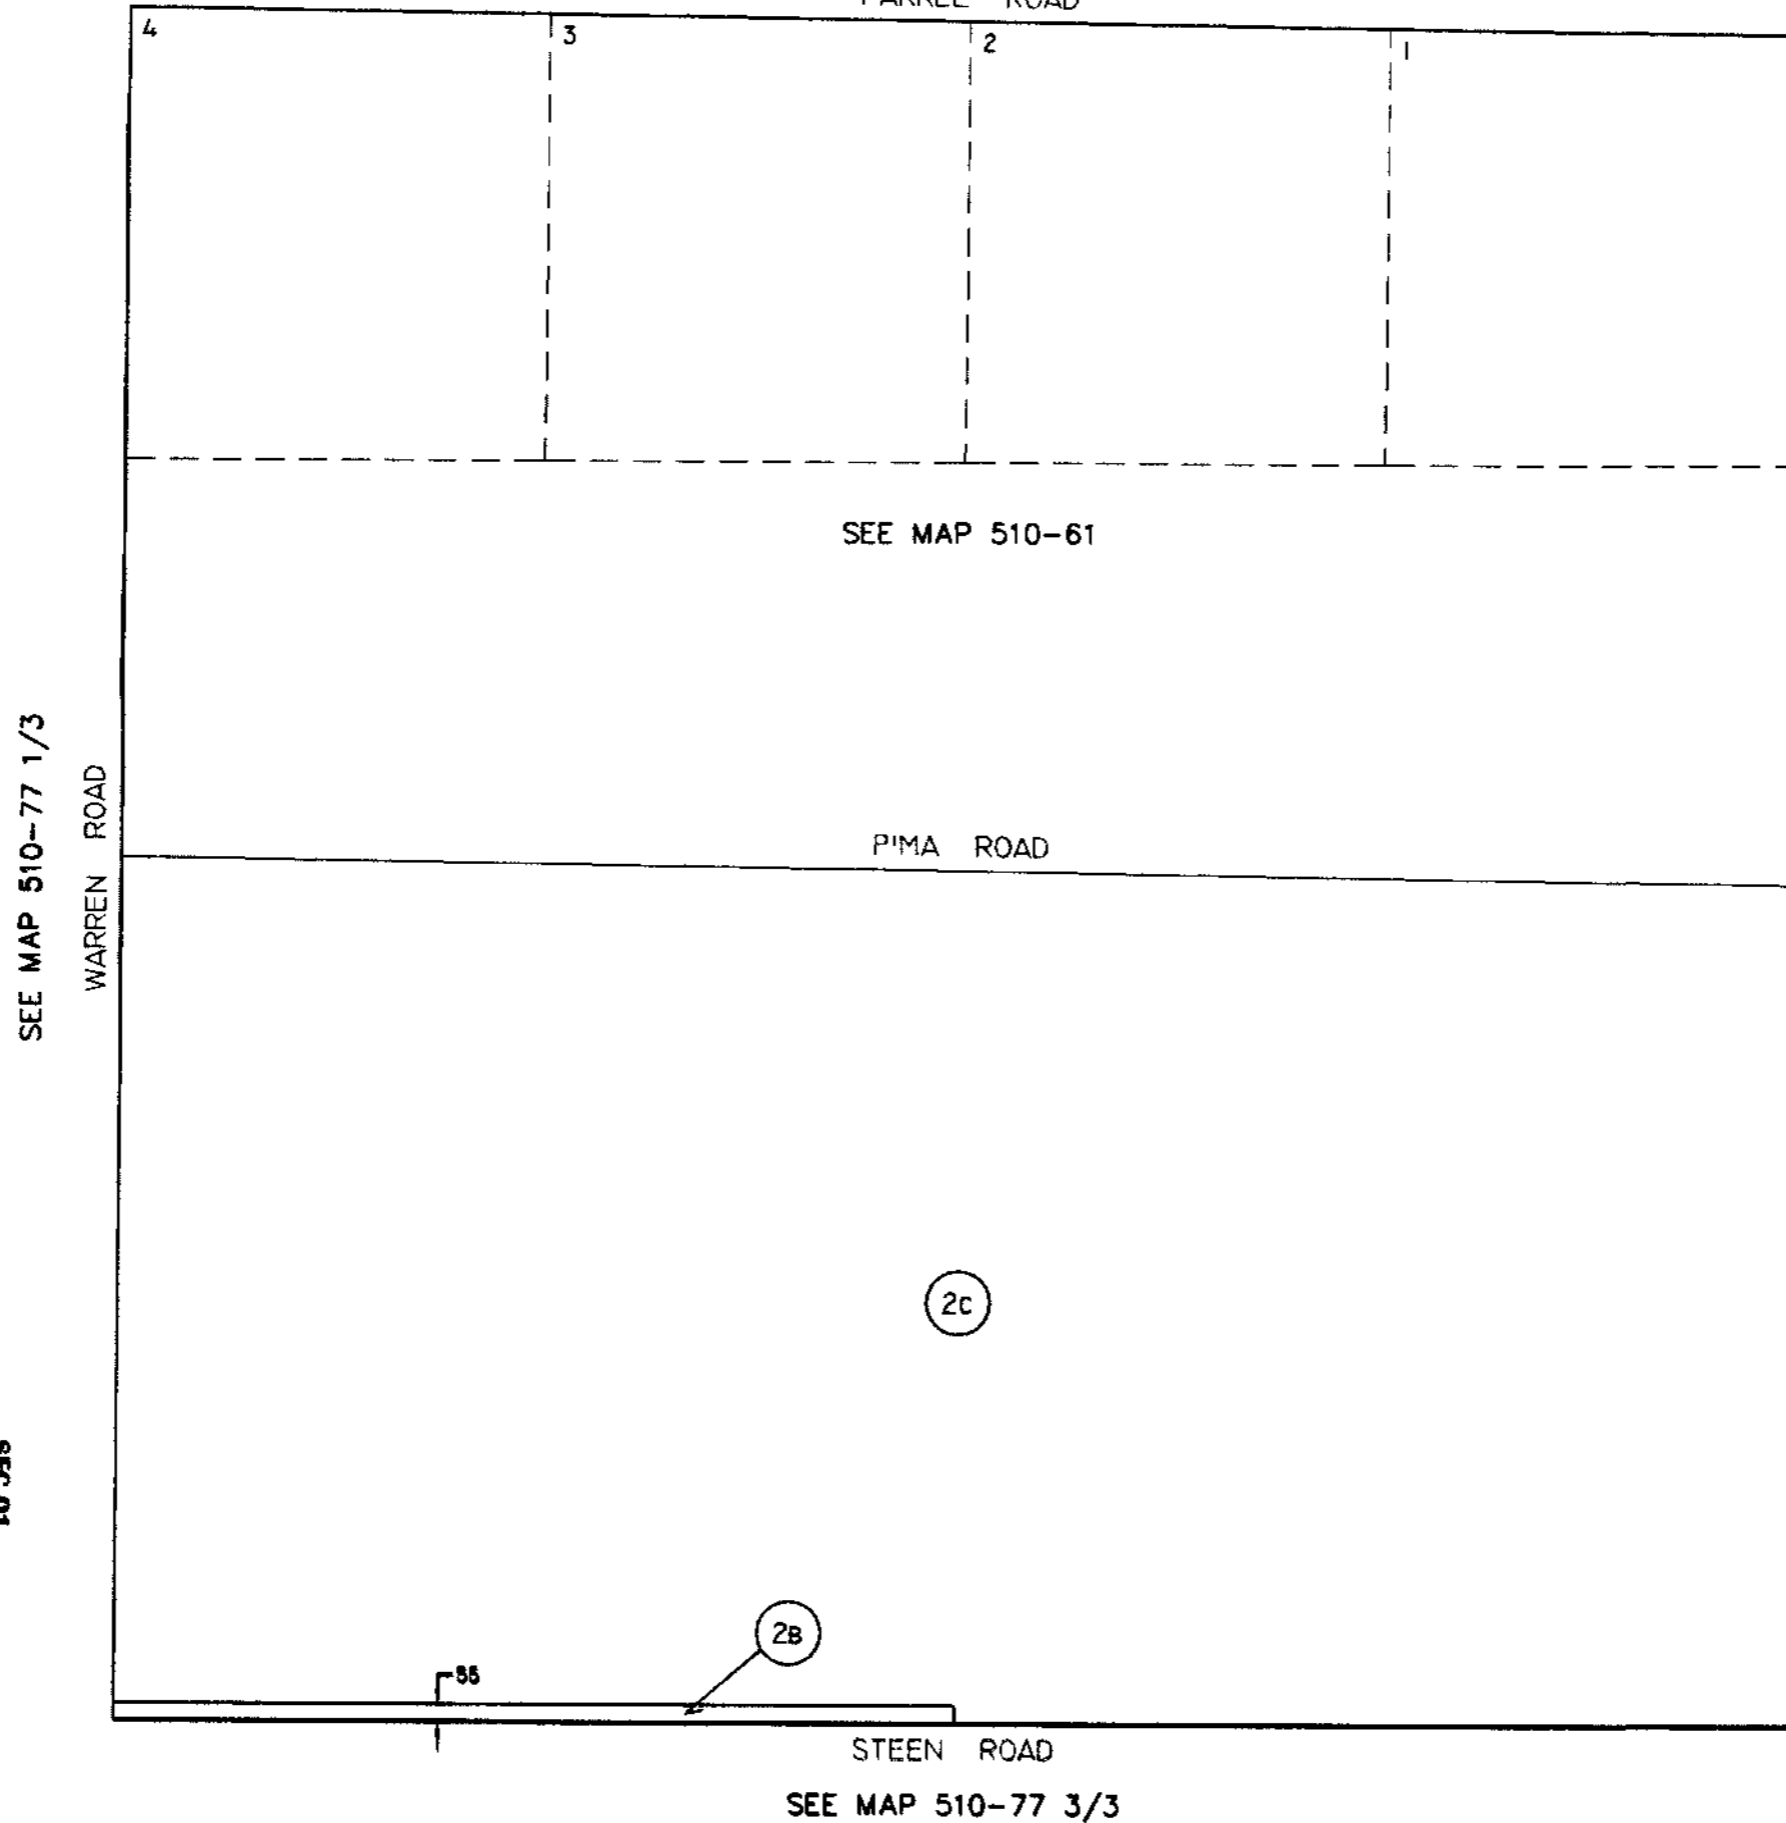 ROAD
4
3
2
1
SEE MAP 510-61
SEE MAP 510-77 1/3
WARREN ROAD
PIMA ROAD
2C
2B
55
STEEN ROAD
SEE MAP 510-77 3/3